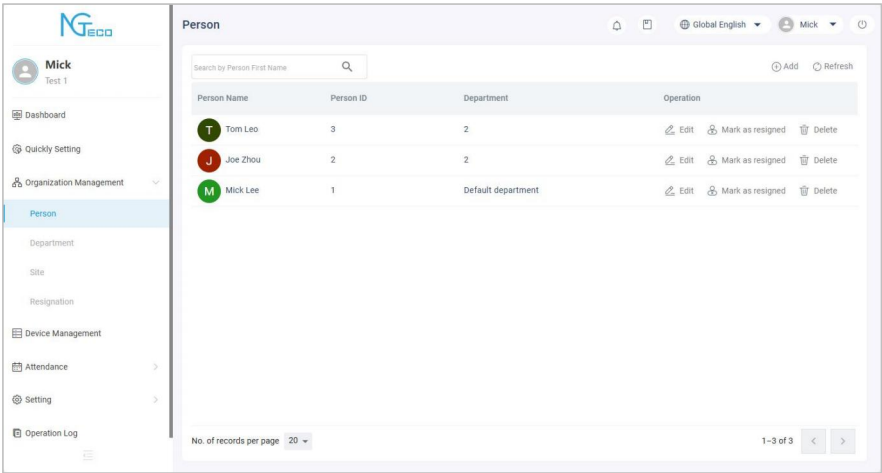 NGTECO
Person
Global English
Mick
Mick
Test 1
Search by Person First Name
Add
Refresh
Person Name Person ID Department Operation
Dashboard
T Tom Leo 3 2 Edit Mark as resigned Delete
Quickly Setting
J Joe Zhou 2 2 Edit Mark as resigned Delete
Organization Management
M Mick Lee 1 Default department Edit Mark as resigned Delete
Person
Department
Site
Resignation
Device Management
Attendance
Setting
Operation Log
No. of records per page 20
1-3 of 3